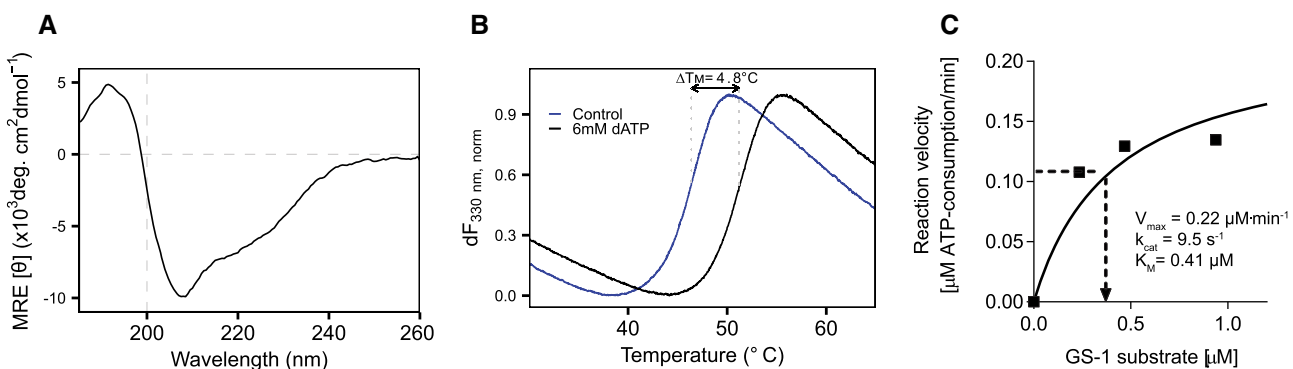 A
MRE [θ] (x10³deg. cm²dmol⁻¹)
5
0
-5
-10
200
220
240
260
Wavelength (nm)
B
dF330 nm, norm
0.9
0.6
0.3
0.0
ΔTM= 4.8°C
Control
6mM dATP
40
50
60
Temperature (° C)
C
Reaction velocity
[µM ATP-consumption/min]
0.20
0.15
0.10
0.05
0.00
Vmax = 0.22 µM·min⁻¹
kcat = 9.5 s⁻¹
KM= 0.41 µM
0.0
0.5
1.0
GS-1 substrate [µM]